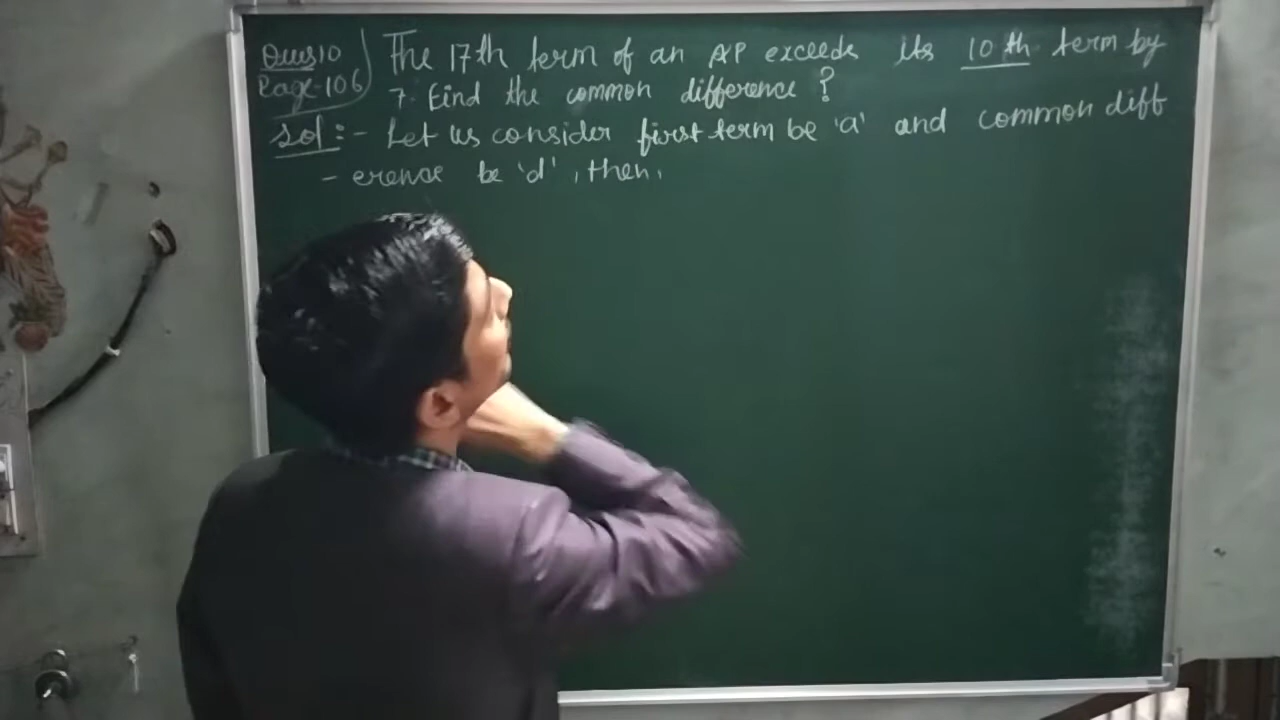 Ques10) The 17th term of an AP exceeds its 10th term by
Page-106 7. Find the common difference ?
Sol:- Let us consider first term be 'a' and common diff
- erence be 'd', then,